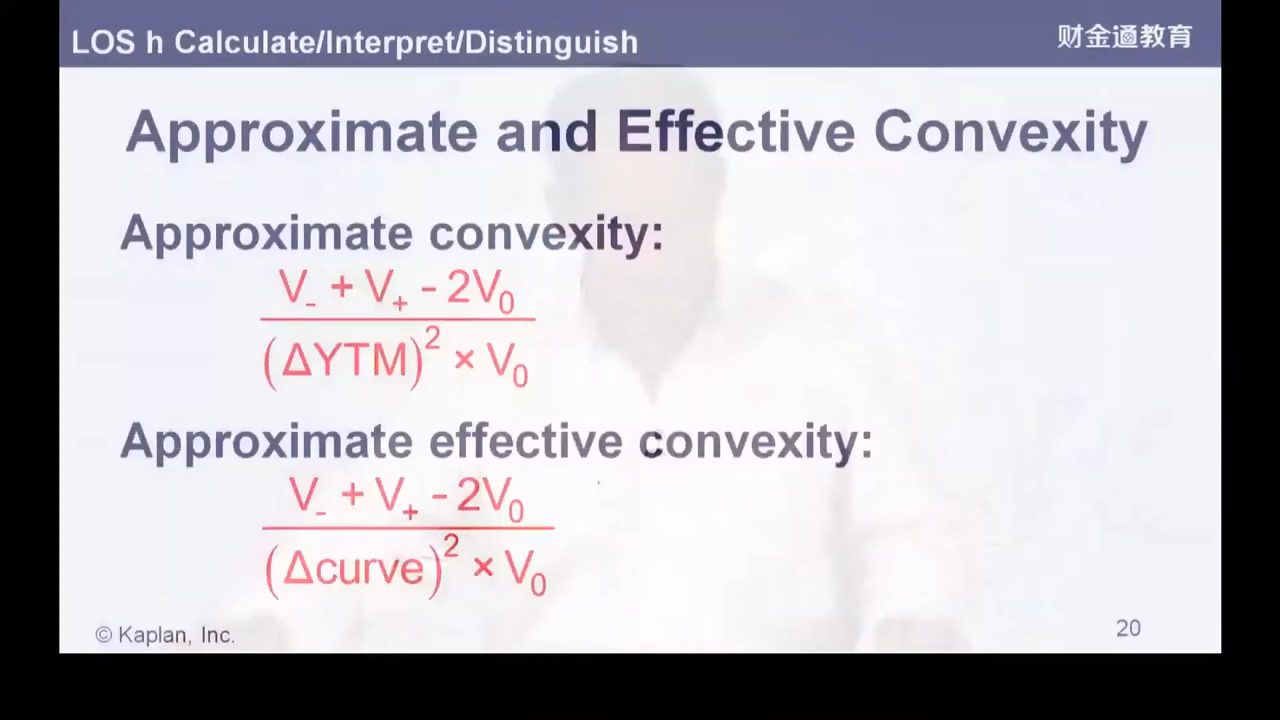 LOS h Calculate/Interpret/Distinguish
财金通教育
Approximate and Effective Convexity
Approximate convexity:
V₋ + V₊ - 2V₀
(ΔYTM)² × V₀
Approximate effective convexity:
V₋ + V₊ - 2V₀
(Δcurve)² × V₀
© Kaplan, Inc.
20